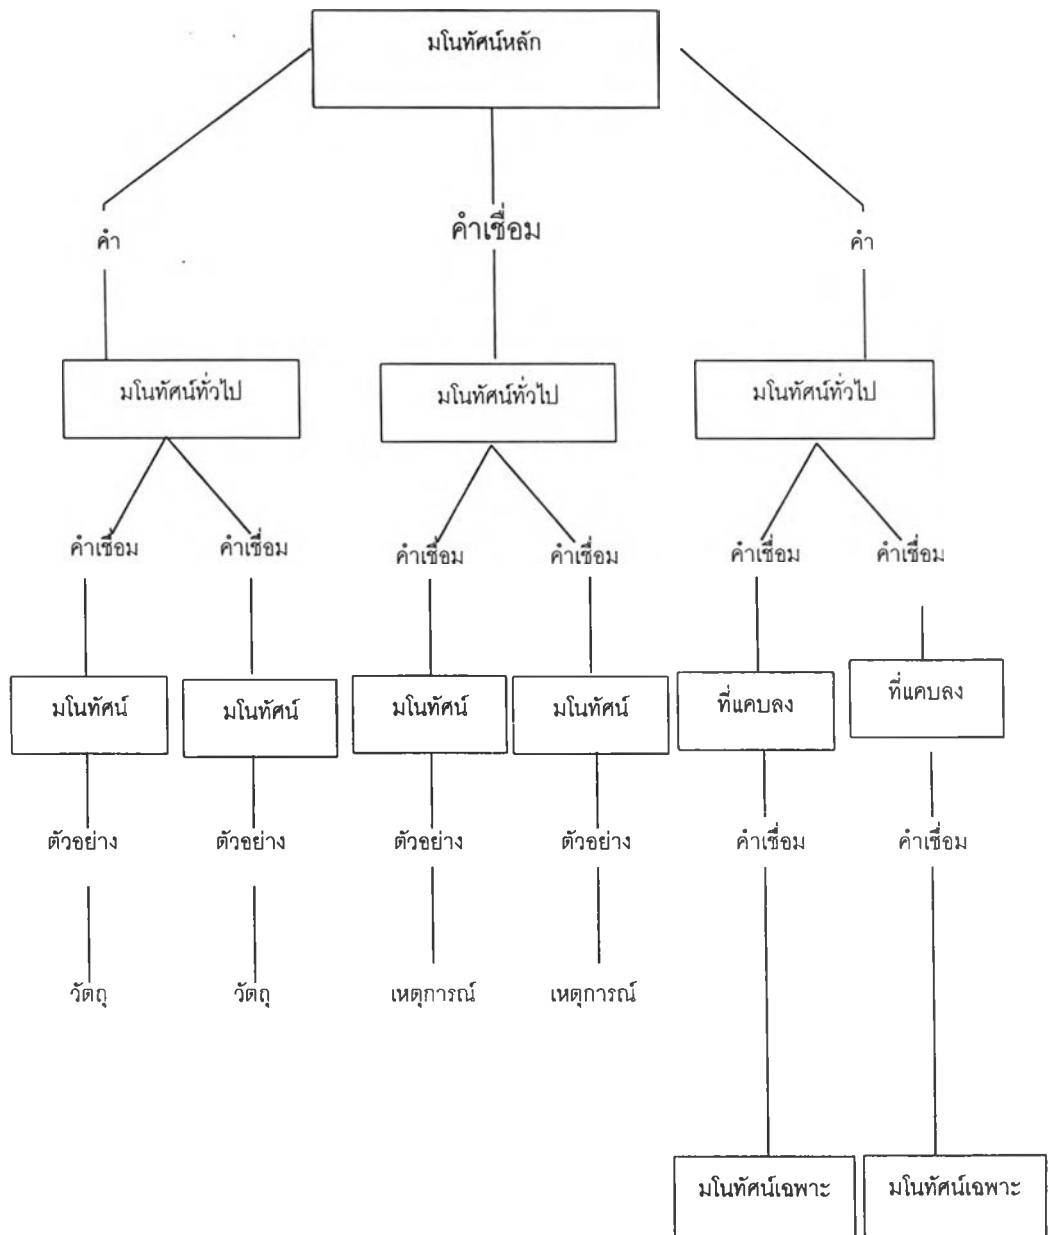 มโนทัศน์หลัก
คำ คำเชื่อม คำ
มโนทัศน์ทั่วไป มโนทัศน์ทั่วไป มโนทัศน์ทั่วไป
คำเชื่อม คำเชื่อม คำเชื่อม คำเชื่อม คำเชื่อม คำเชื่อม
มโนทัศน์ มโนทัศน์ มโนทัศน์ มโนทัศน์ ที่แคบลง ที่แคบลง
ตัวอย่าง ตัวอย่าง ตัวอย่าง ตัวอย่าง คำเชื่อม คำเชื่อม
วัตถุ วัตถุ เหตุการณ์ เหตุการณ์
มโนทัศน์เฉพาะ มโนทัศน์เฉพาะ